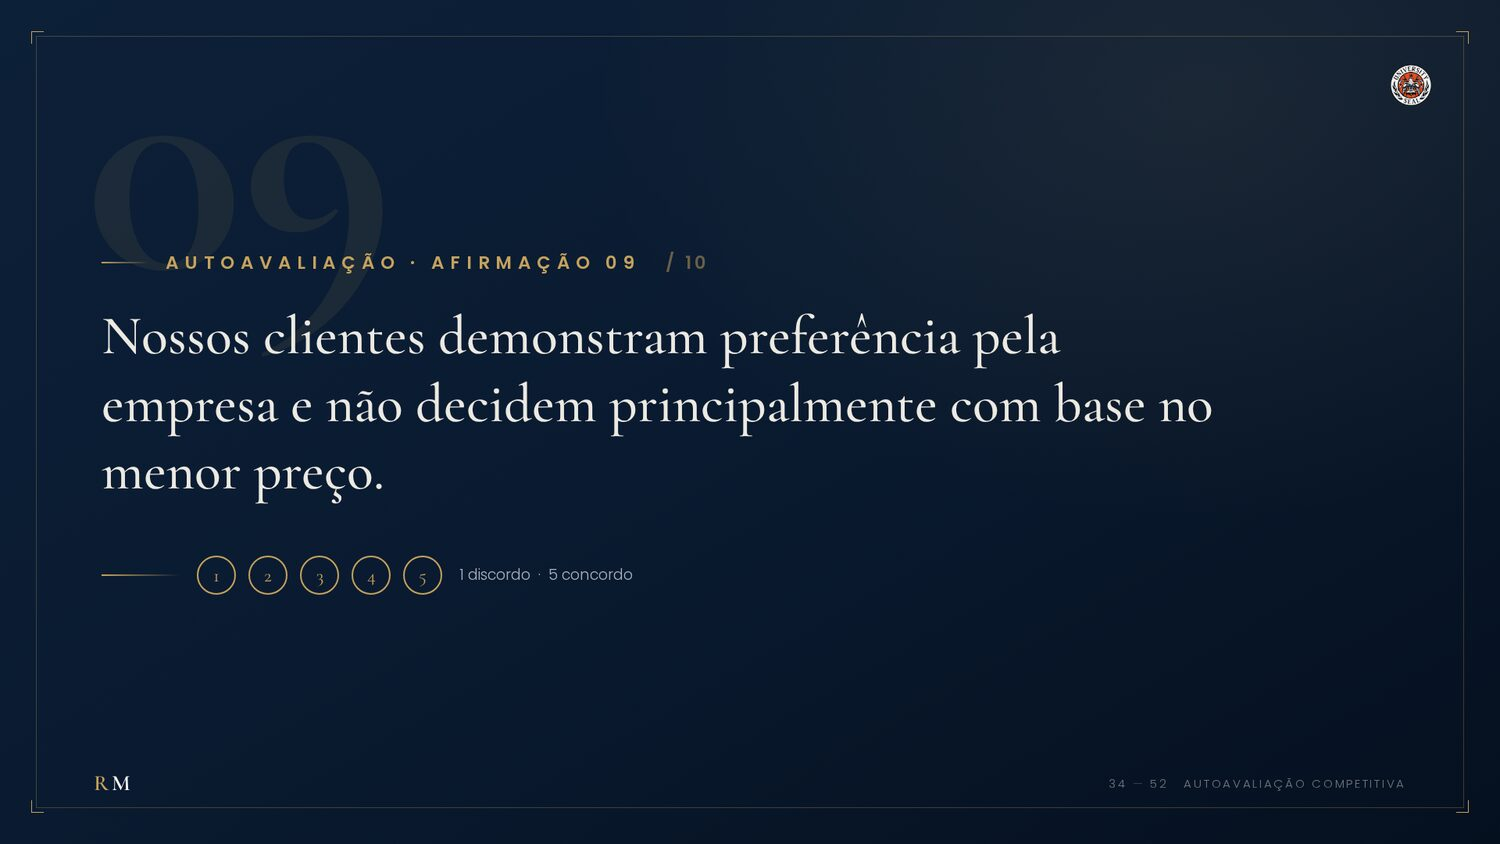 09
AUTOAVALIAÇÃO · AFIRMAÇÃO 09 / 10
Nossos clientes demonstram preferência pela
empresa e não decidem principalmente com base no
menor preço.
1 2 3 4 5 1 discordo · 5 concordo
RM
34 — 52 AUTOAVALIAÇÃO COMPETITIVA